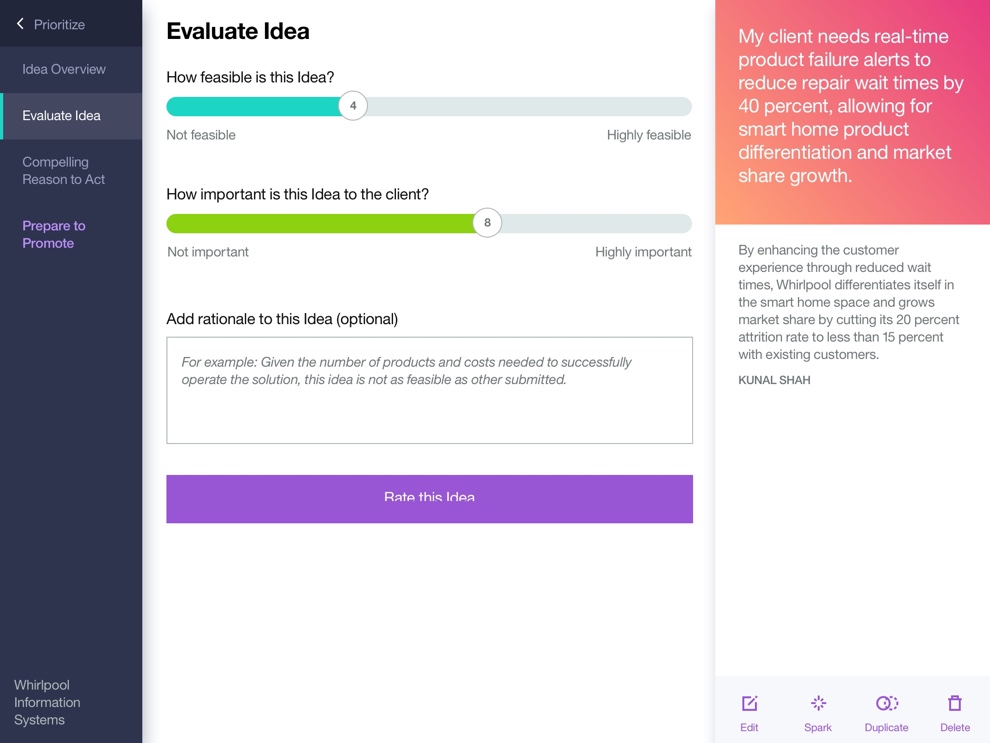 Prioritize
Idea Overview
Evaluate Idea
Compelling
Reason to Act
Prepare to
Promote
Whirlpool
Information
Systems
Evaluate Idea
How feasible is this Idea?
4
Not feasible
Highly feasible
How important is this Idea to the client?
8
Not important
Highly important
Add rationale to this Idea (optional)
For example: Given the number of products and costs needed to successfully
operate the solution, this idea is not as feasible as other submitted.
Rate this Idea
My client needs real-time
product failure alerts to
reduce repair wait times by
40 percent, allowing for
smart home product
differentiation and market
share growth.
By enhancing the customer
experience through reduced wait
times, Whirlpool differentiates itself in
the smart home space and grows
market share by cutting its 20 percent
attrition rate to less than 15 percent
with existing customers.
KUNAL SHAH
Edit
Spark
Duplicate
Delete